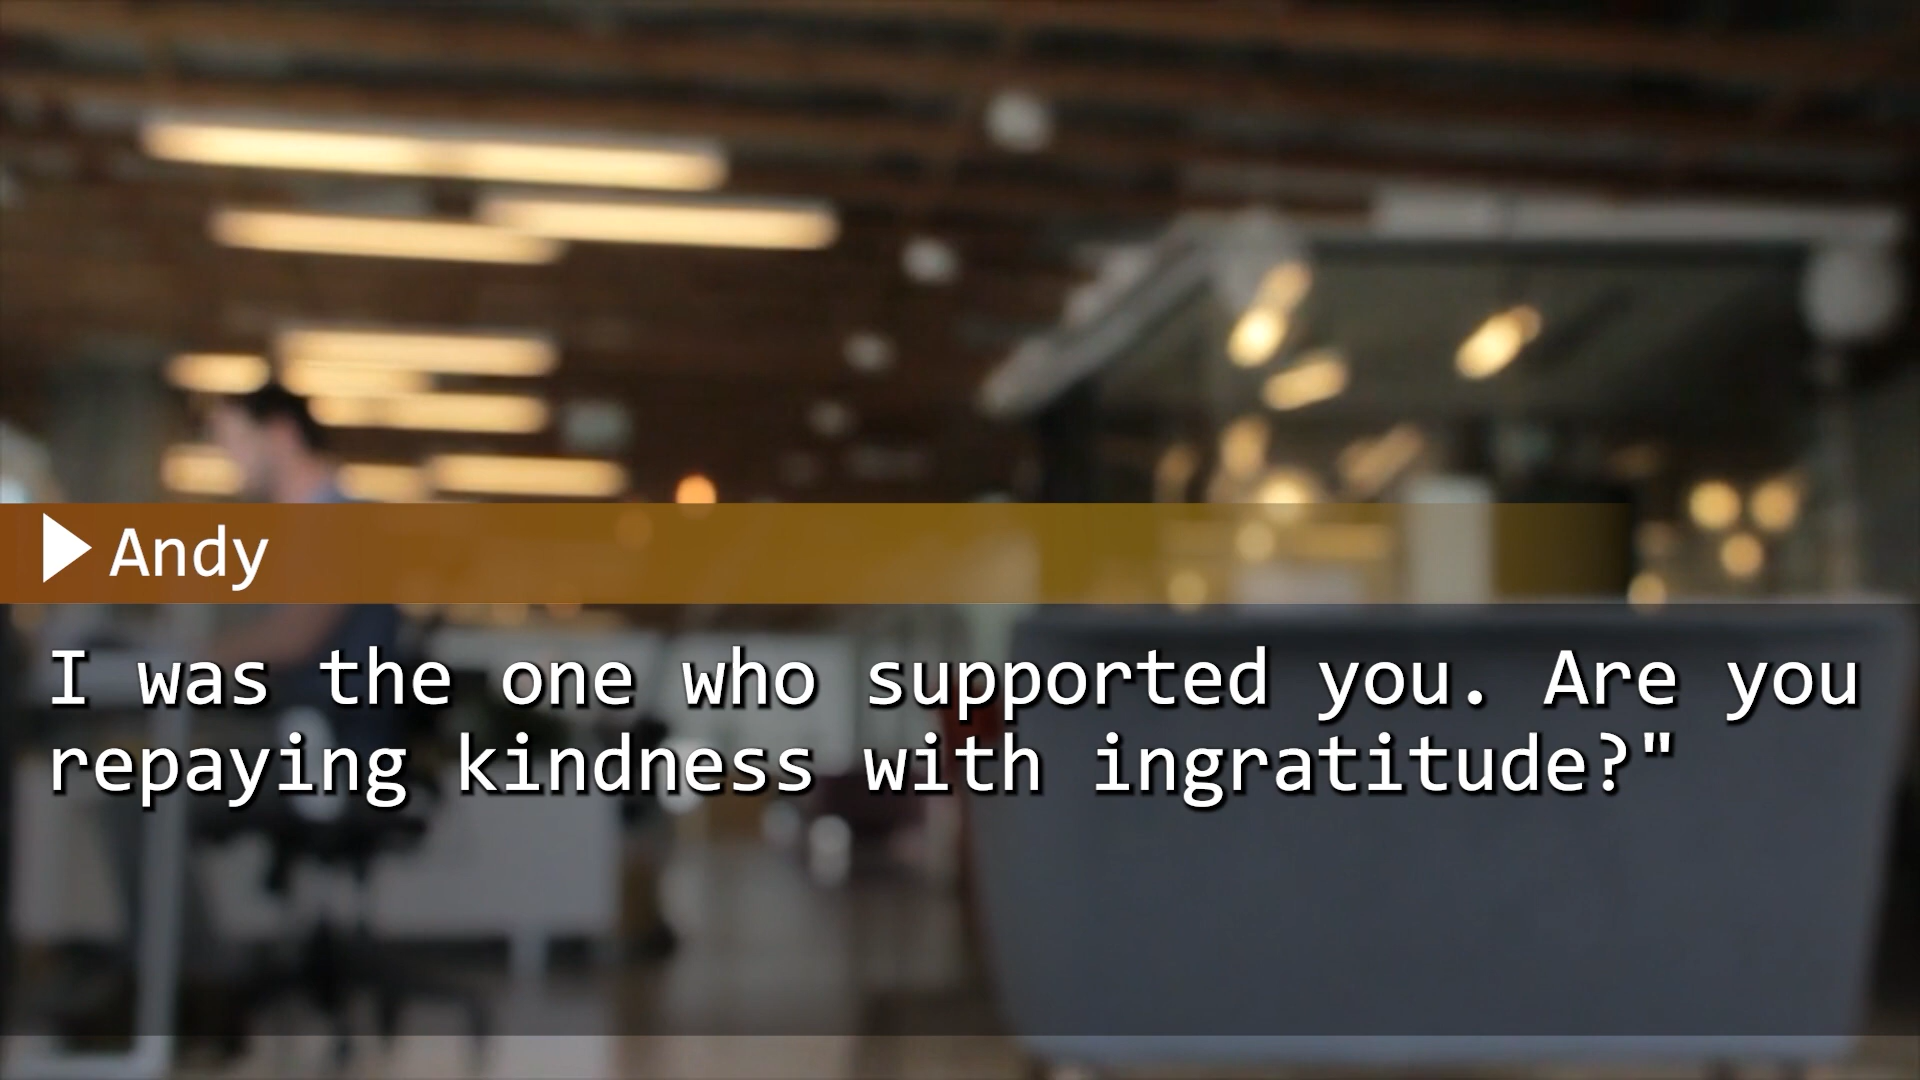 Andy
I was the one who supported you. Are you
repaying kindness with ingratitude?"